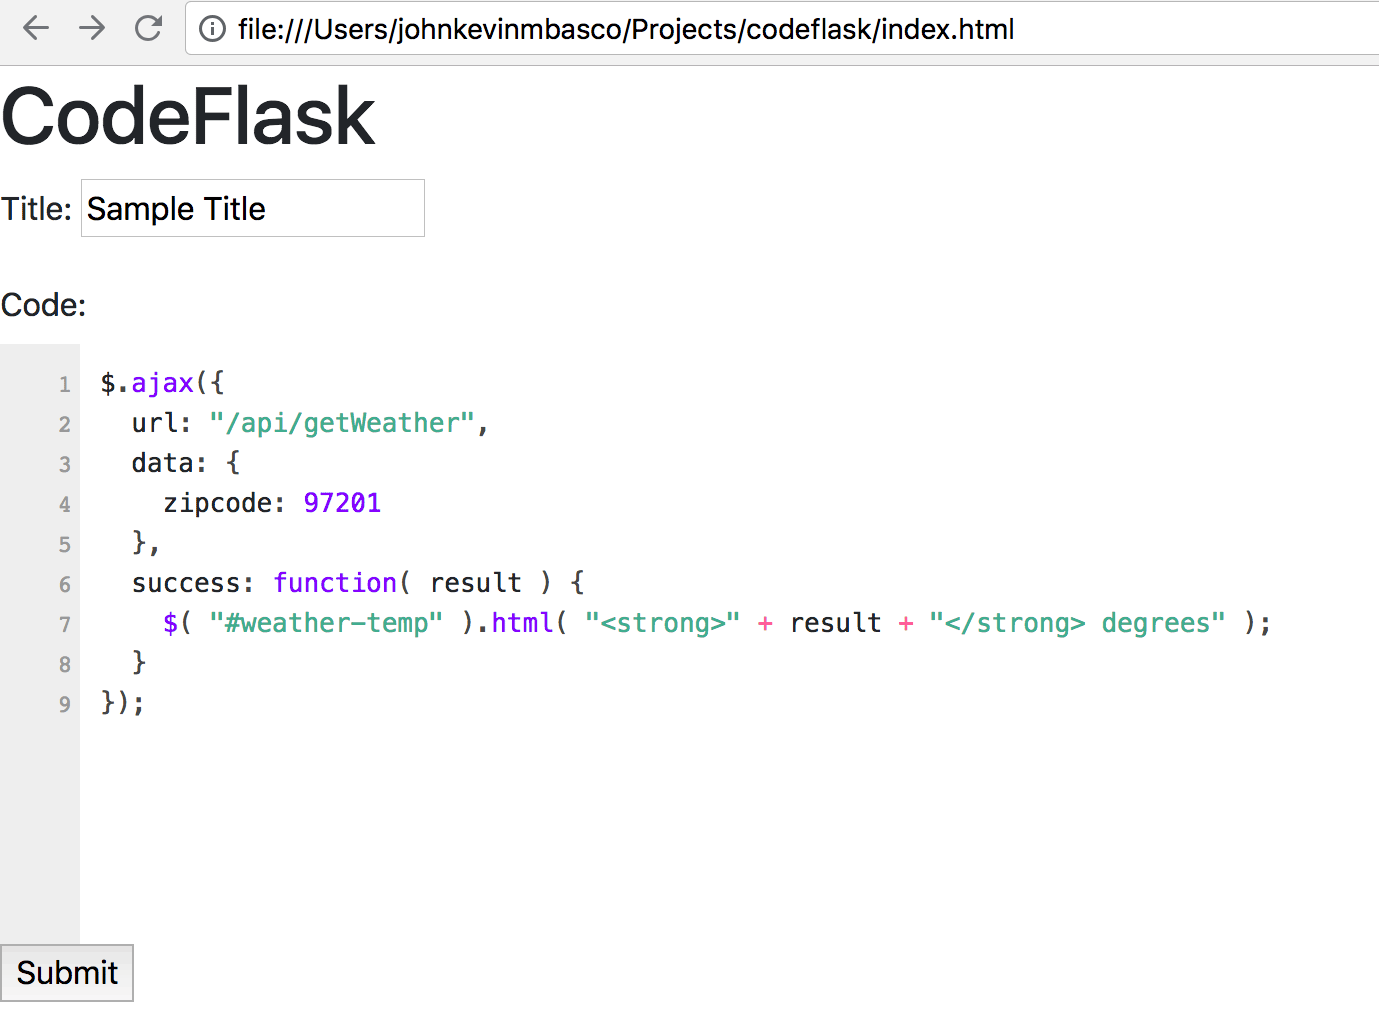 file:///Users/johnkevinmbasco/Projects/codeflask/index.html
CodeFlask
Title: Sample Title
Code:
1 $.ajax({
2   url: "/api/getWeather",
3   data: {
4     zipcode: 97201
5   },
6   success: function( result ) {
7     $( "#weather-temp" ).html( "<strong>" + result + "</strong> degrees" );
8   }
9 });
Submit